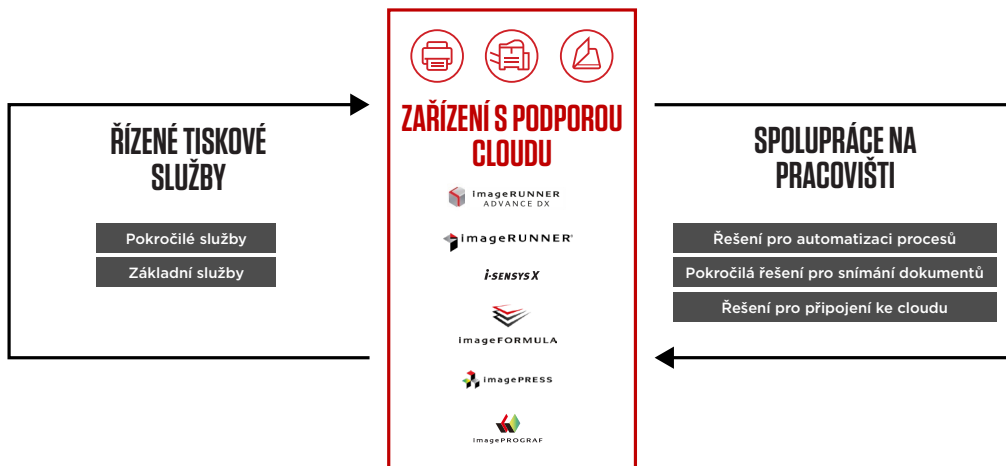 ŘÍZENÉ TISKOVÉ
SLUŽBY
Pokročilé služby
Základní služby
ZAŘÍZENÍ S PODPOROU
CLOUDU
imageRUNNER
ADVANCE DX
imageRUNNER
i-SENSYS X
imageFORMULA
imagePRESS
imagePROGRAF
SPOLUPRÁCE NA
PRACOVIŠTI
Řešení pro automatizaci procesů
Pokročilá řešení pro snímání dokumentů
Řešení pro připojení ke cloudu